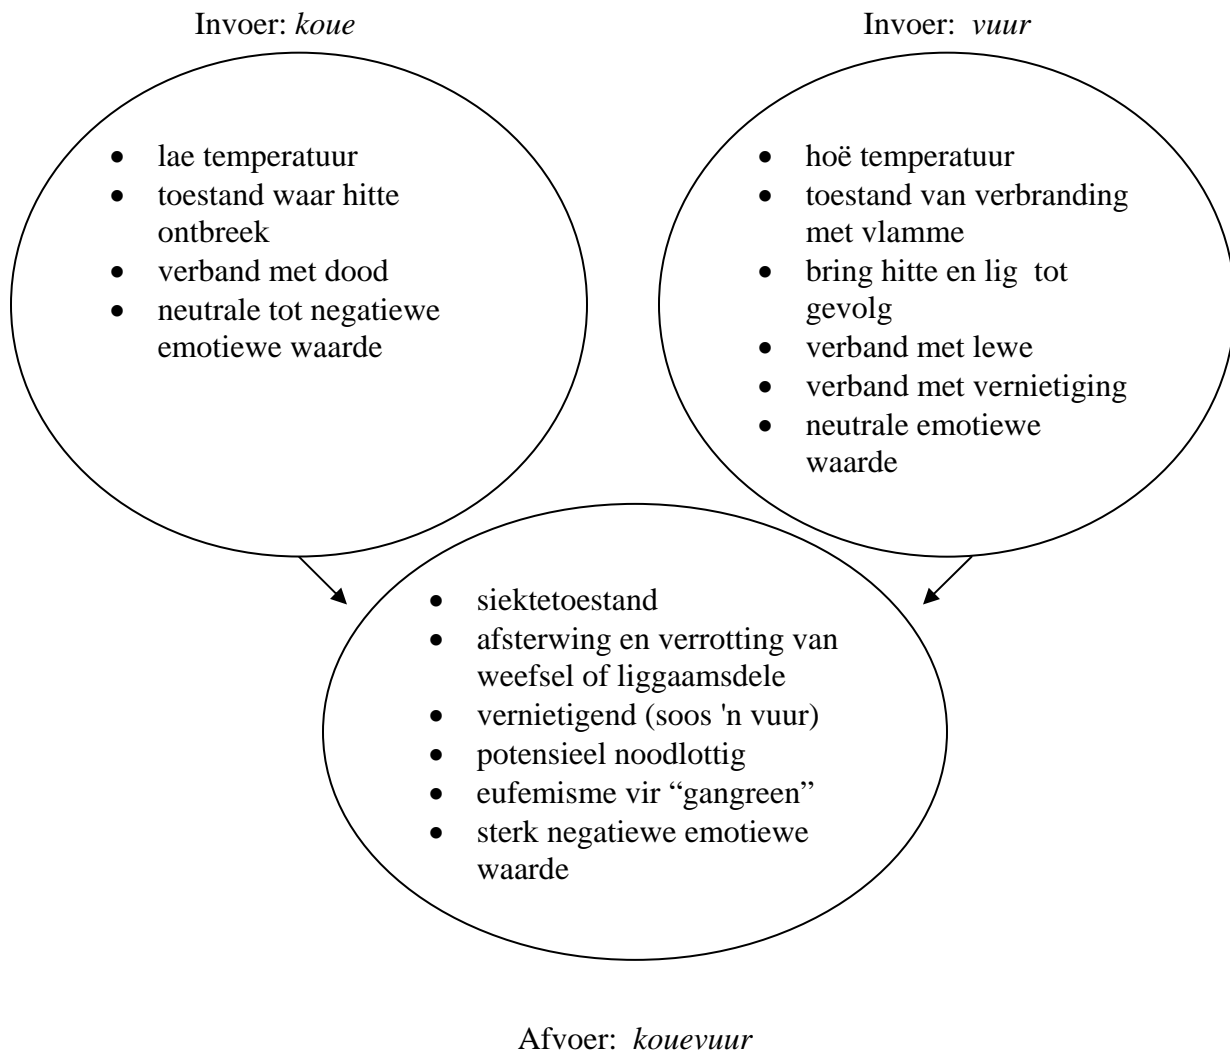 Invoer: koue
• lae temperatuur
• toestand waar hitte
ontbreek
• verband met dood
• neutrale tot negatiewe
emotiewe waarde
Invoer: vuur
• hoë temperatuur
• toestand van verbranding
met vlamme
• bring hitte en lig tot
gevolg
• verband met lewe
• verband met vernietiging
• neutrale emotiewe
waarde
• siektetoestand
• afsterwing en verrotting van
weefsel of liggaamsdele
• vernietigend (soos 'n vuur)
• potensieel noodlottig
• eufemisme vir “gangreen”
• sterk negatiewe emotiewe
waarde
Afvoer: kouevuur